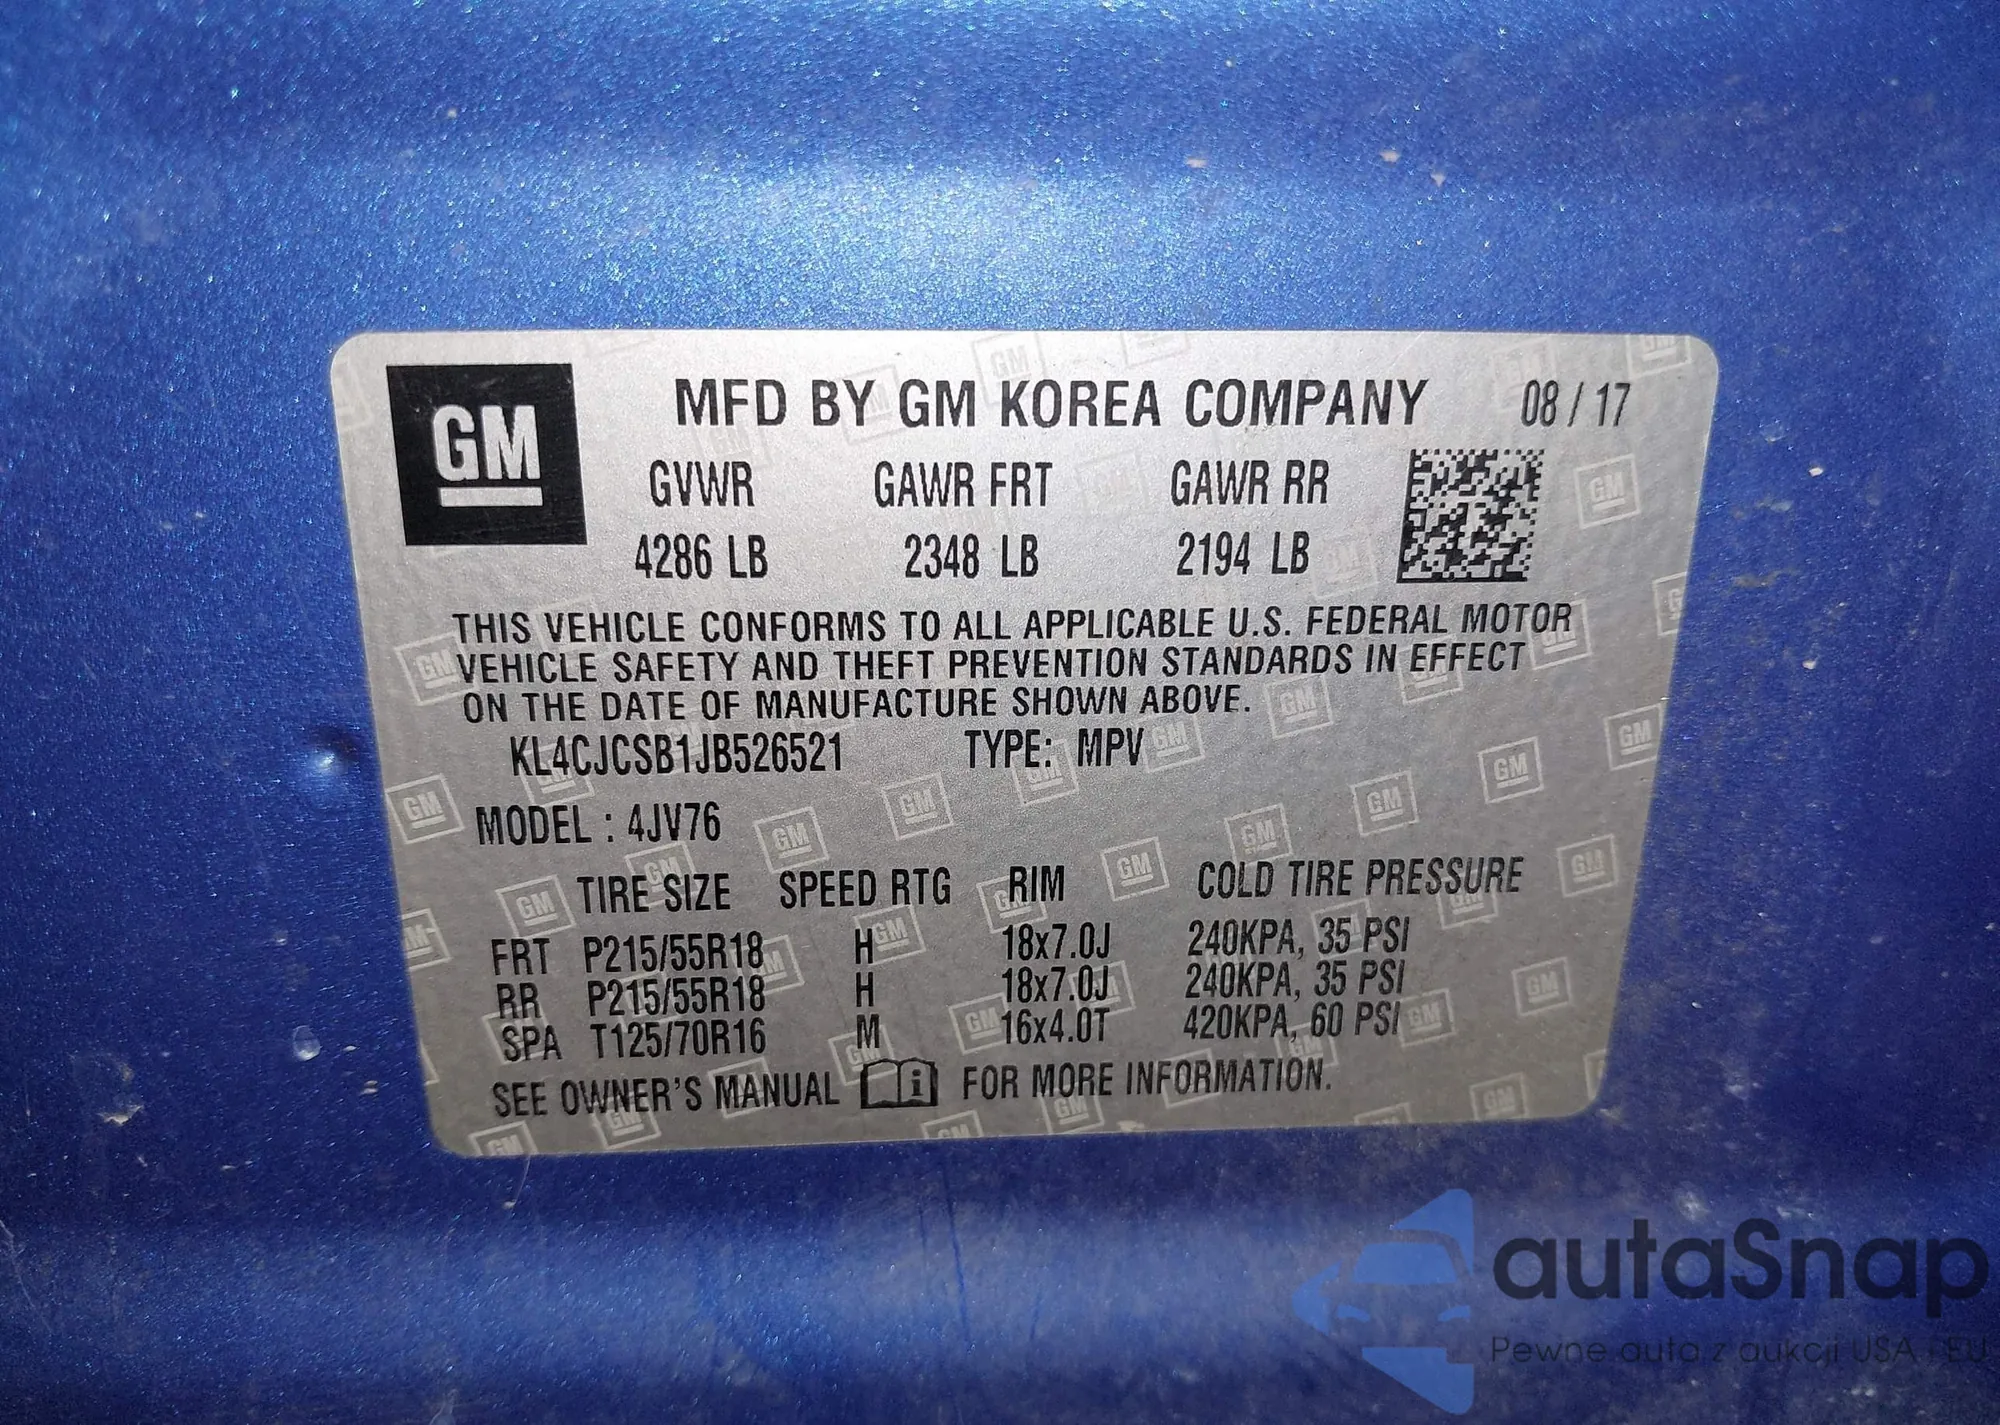 GM
MFD BY GM KOREA COMPANY 08 / 17
GVWR GAWR FRT GAWR RR
4286 LB 2348 LB 2194 LB
THIS VEHICLE CONFORMS TO ALL APPLICABLE U.S. FEDERAL MOTOR
VEHICLE SAFETY AND THEFT PREVENTION STANDARDS IN EFFECT
ON THE DATE OF MANUFACTURE SHOWN ABOVE.
KL4CJCSB1JB526521 TYPE: MPV
MODEL : 4JV76
TIRE SIZE SPEED RTG RIM COLD TIRE PRESSURE
FRT P215/55R18 H 18x7.0J 240KPA, 35 PSI
RR P215/55R18 H 18x7.0J 240KPA, 35 PSI
SPA T125/70R16 M 16x4.0T 420KPA, 60 PSI
SEE OWNER'S MANUAL i FOR MORE INFORMATION.
autaSnap
Pewne auta z aukcji USA - EU